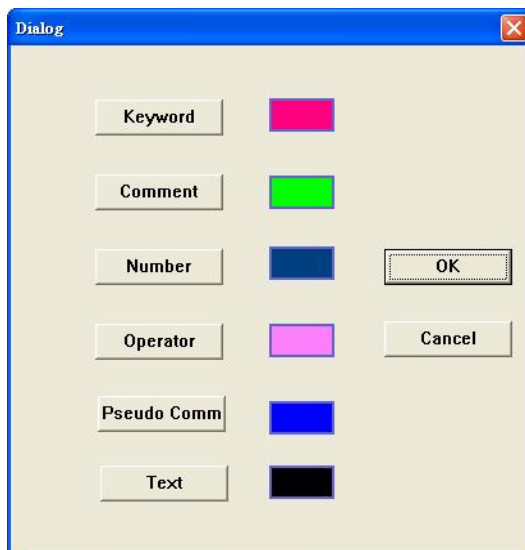 Dialog
Keyword
Comment
Number
OK
Operator
Cancel
Pseudo Comm
Text